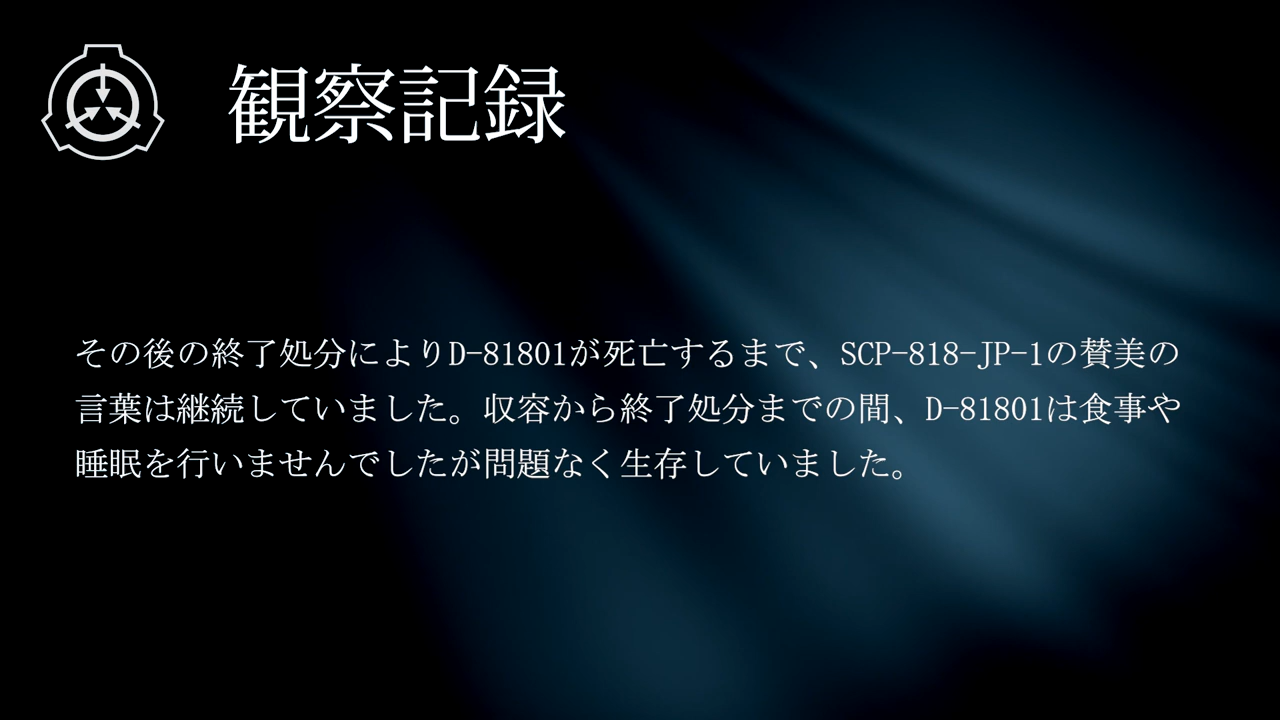 観察記録
その後の終了処分によりD-81801が死亡するまで、SCP-818-JP-1の賛美の
言葉は継続していました。収容から終了処分までの間、D-81801は食事や
睡眠を行いませんでしたが問題なく生存していました。